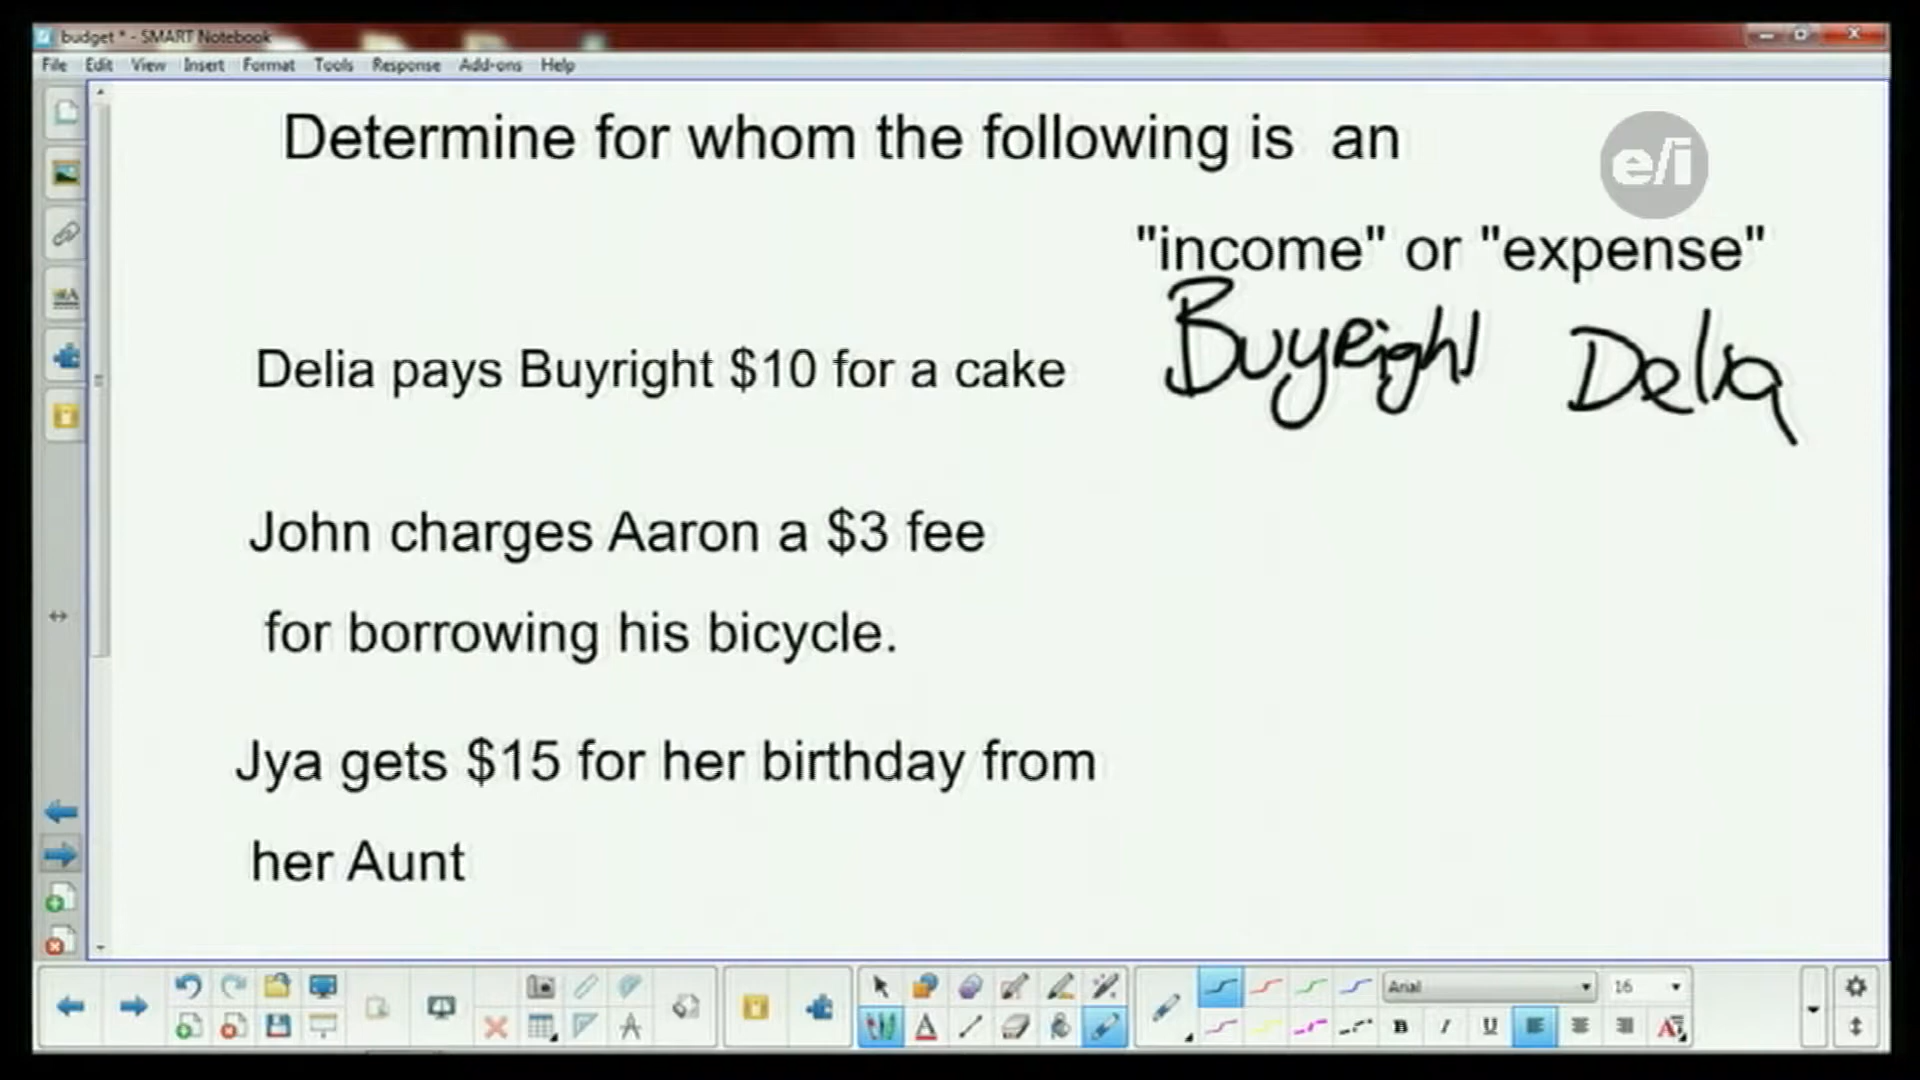 budget * - SMART Notebook
File Edit View Insert Format Tools Response Add-ons Help
Determine for whom the following is an
e/i
"income" or "expense"
Buyright Delia
Delia pays Buyright $10 for a cake
John charges Aaron a $3 fee
for borrowing his bicycle.
Jya gets $15 for her birthday from
her Aunt
Arial 16
B I U